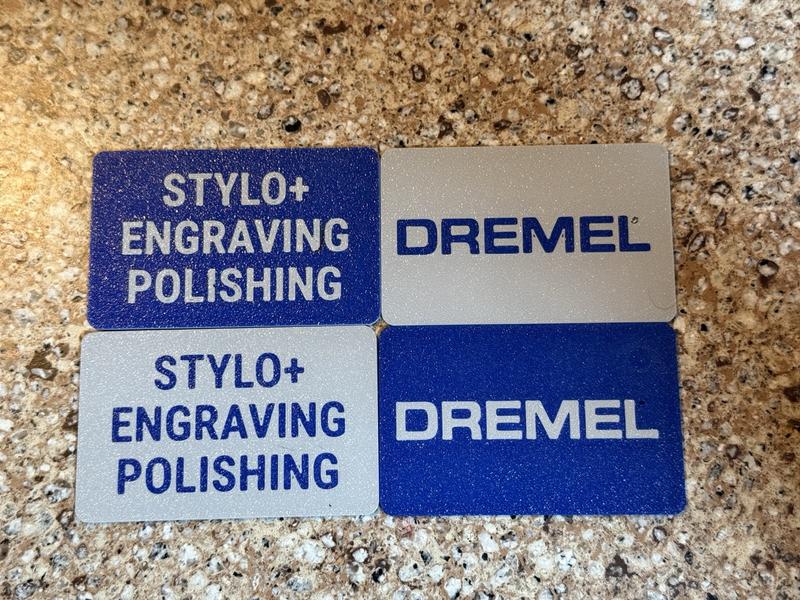 STYLO+
ENGRAVING
POLISHING
DREMEL
STYLO+
ENGRAVING
POLISHING
DREMEL